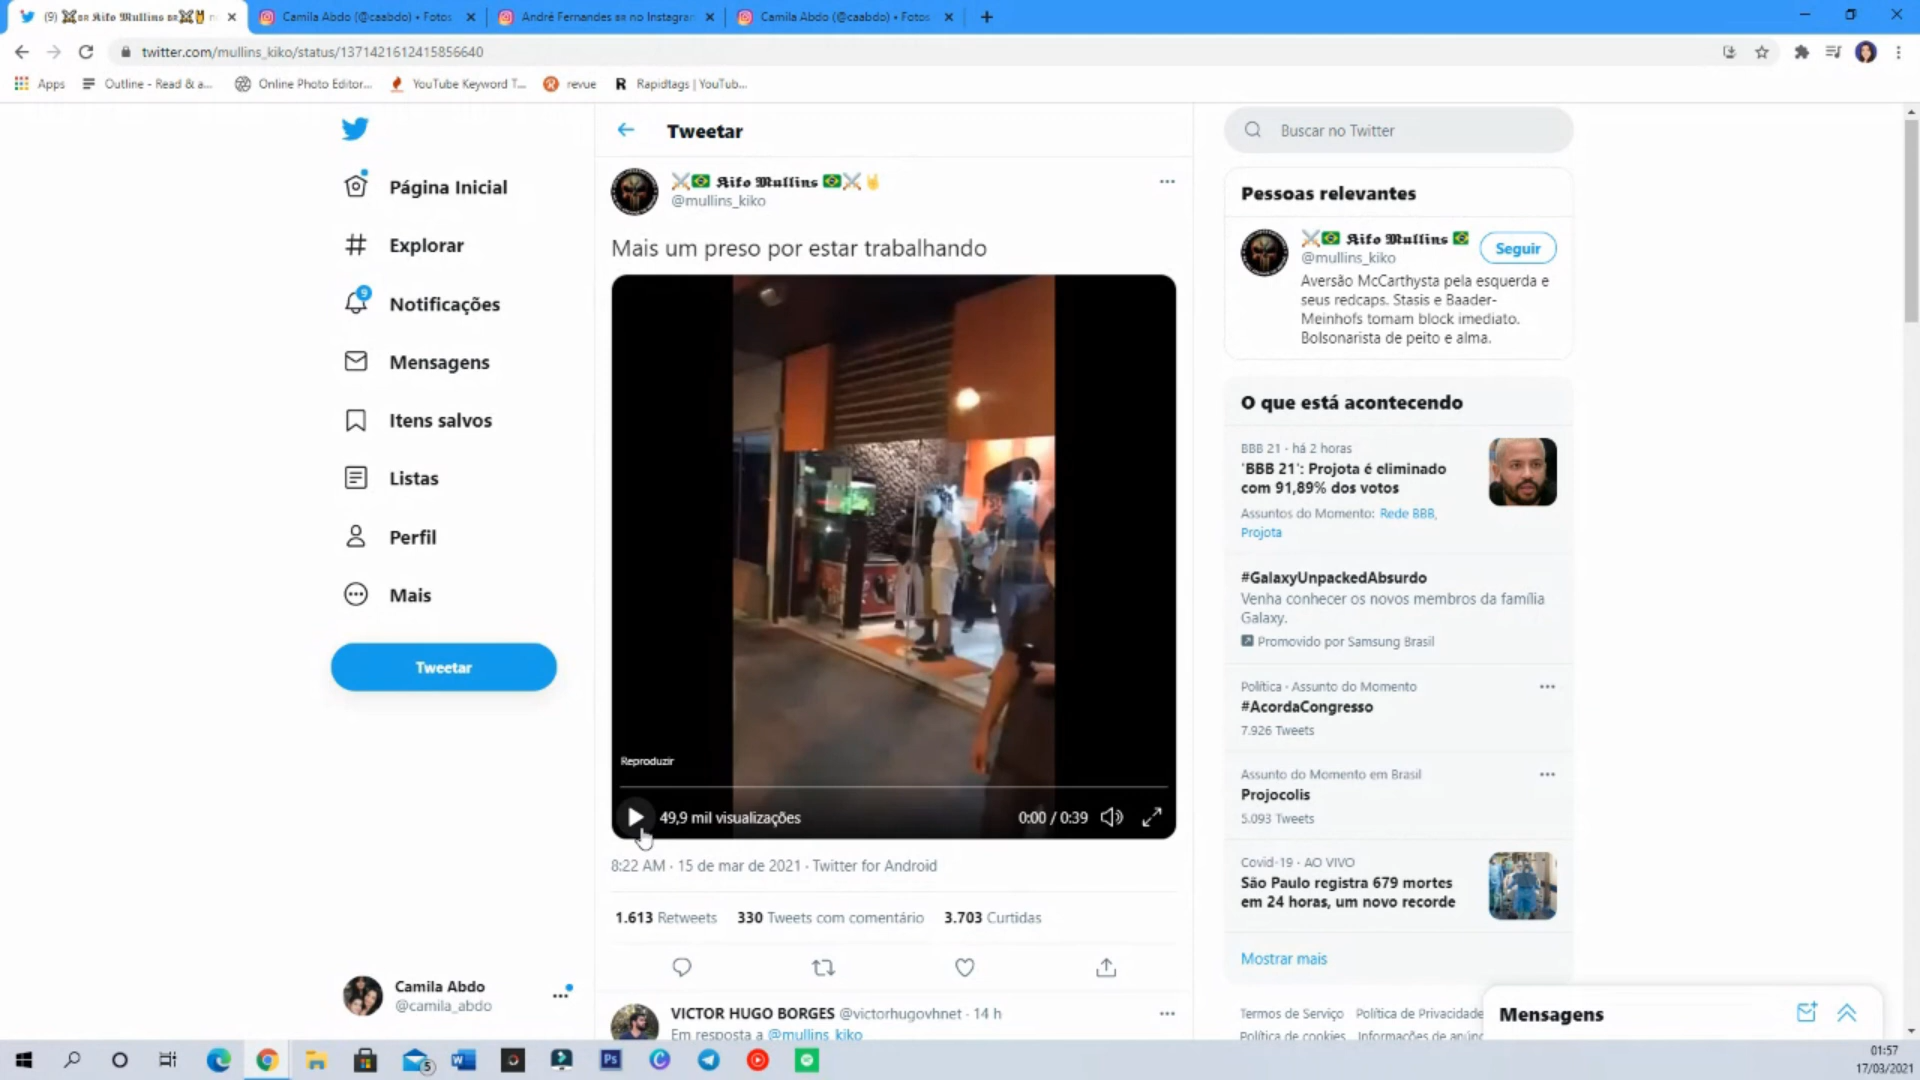 (9) Kiko Mullins
Camila Abdo (@caabdo) • Fotos
André Fernandes no Instagram
Camila Abdo (@caabdo) • Fotos
twitter.com/mullins_kiko/status/1371421612415856640
Apps
Outline - Read & a...
Online Photo Editor...
YouTube Keyword T...
revue
R Rapidtags | YouTub...
Página Inicial
Explorar
9
Notificações
Mensagens
Itens salvos
Listas
Perfil
Mais
Tweetar
Camila Abdo
@camila_abdo
Tweetar
⚔️🇧🇷 𝕶𝖎𝖐𝖔 𝕸𝖚𝖑𝖑𝖎𝖓𝖘 🇧🇷⚔️🤘
@mullins_kiko
Mais um preso por estar trabalhando
Reproduzir
49,9 mil visualizações
0:00 / 0:39
8:22 AM · 15 de mar de 2021 · Twitter for Android
1.613 Retweets 330 Tweets com comentário 3.703 Curtidas
VICTOR HUGO BORGES @victorhugovhnet · 14 h
Em resposta a @mullins_kiko
Buscar no Twitter
Pessoas relevantes
⚔️🇧🇷 𝕶𝖎𝖐𝖔 𝕸𝖚𝖑𝖑𝖎𝖓𝖘 🇧🇷
@mullins_kiko
Seguir
Aversão McCarthysta pela esquerda e
seus redcaps. Stasis e Baader-
Meinhofs tomam block imediato.
Bolsonarista de peito e alma.
O que está acontecendo
BBB 21 · há 2 horas
'BBB 21': Projota é eliminado
com 91,89% dos votos
Assuntos do Momento: Rede BBB,
Projota
#GalaxyUnpackedAbsurdo
Venha conhecer os novos membros da família
Galaxy.
Promovido por Samsung Brasil
Política · Assunto do Momento
#AcordaCongresso
7.926 Tweets
Assunto do Momento em Brasil
Projocolis
5.093 Tweets
Covid-19 · AO VIVO
São Paulo registra 679 mortes
em 24 horas, um novo recorde
Mostrar mais
Termos de Serviço Política de Privacidade
Política de cookies Informações de anúnc
Mensagens
5
01:57
17/03/2021